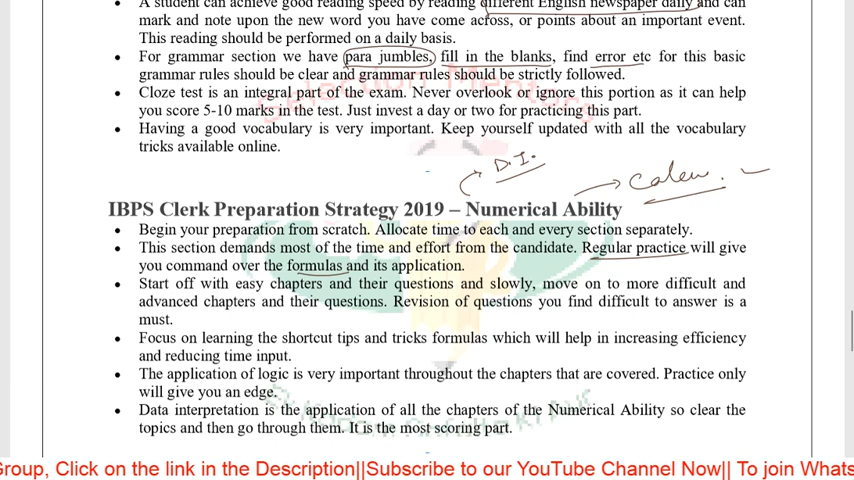 A student can achieve good reading speed by reading different English newspaper daily and can
mark and note upon the new word you have come across, or points about an important event.
This reading should be performed on a daily basis.
• For grammar section we have para jumbles, fill in the blanks, find error etc for this basic
grammar rules should be clear and grammar rules should be strictly followed.
• Cloze test is an integral part of the exam. Never overlook or ignore this portion as it can help
you score 5-10 marks in the test. Just invest a day or two for practicing this part.
• Having a good vocabulary is very important. Keep yourself updated with all the vocabulary
tricks available online.
D.I.
IBPS Clerk Preparation Strategy 2019 – Numerical Ability
• Begin your preparation from scratch. Allocate time to each and every section separately.
• This section demands most of the time and effort from the candidate. Regular practice will give
you command over the formulas and its application.
• Start off with easy chapters and their questions and slowly, move on to more difficult and
advanced chapters and their questions. Revision of questions you find difficult to answer is a
must.
• Focus on learning the shortcut tips and tricks formulas which will help in increasing efficiency
and reducing time input.
• The application of logic is very important throughout the chapters that are covered. Practice only
will give you an edge.
• Data interpretation is the application of all the chapters of the Numerical Ability so clear the
topics and then go through them. It is the most scoring part.
Group, Click on the link in the Description||Subscribe to our YouTube Channel Now|| To join Whats